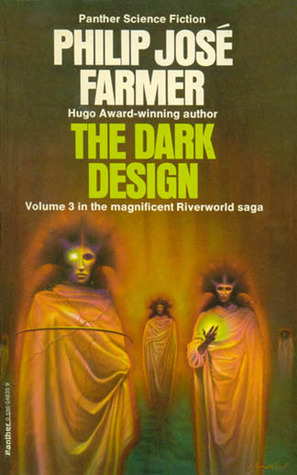 Panther Science Fiction
PHILIP JOSÉ
FARMER
Hugo Award-winning author
THE DARK
DESIGN
Volume 3 in the magnificent Riverworld saga
Panther